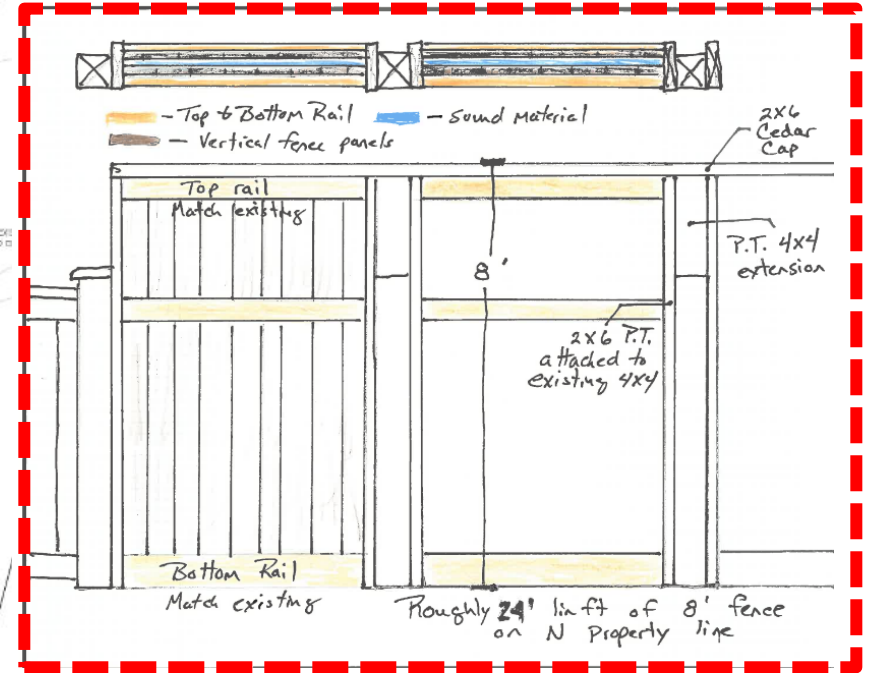 - Top & Bottom Rail
- Sound Material
- Vertical fence panels
2x6
Cedar
Cap
Top rail
Match existing
8'
P.T. 4x4
extension
2x6 P.T.
attached to
existing 4x4
Bottom Rail
Match existing
Roughly 24' lin ft of 8' fence
on N Property line